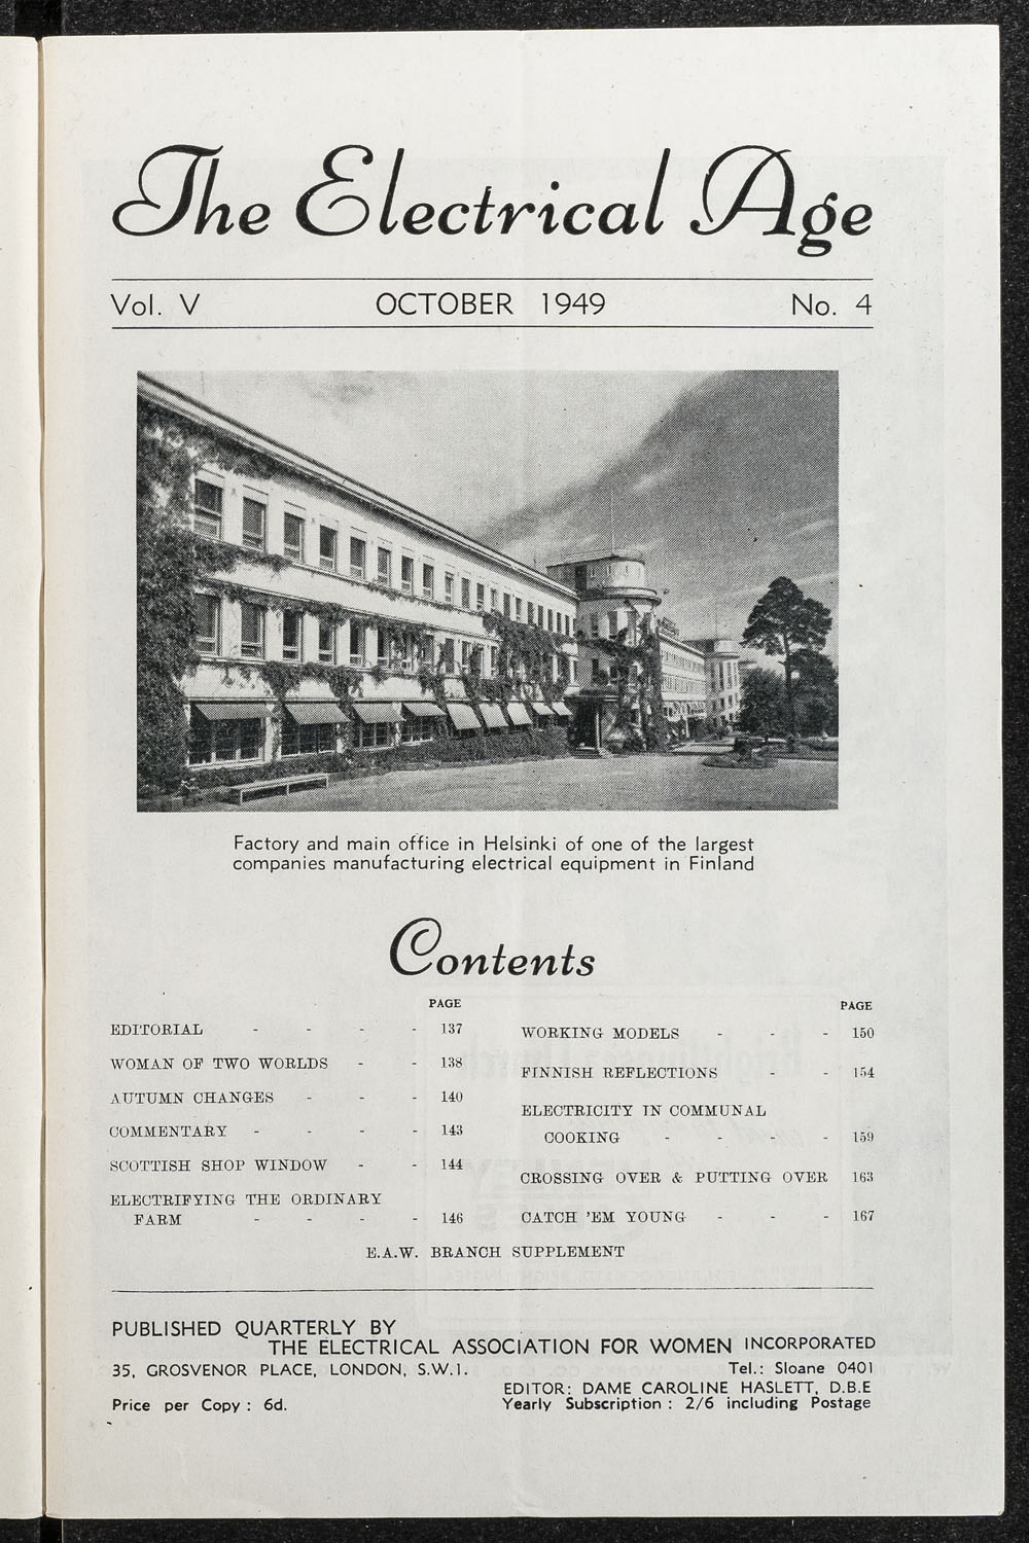 The Electrical Age
Vol. V OCTOBER 1949 No. 4
Factory and main office in Helsinki of one of the largest
companies manufacturing electrical equipment in Finland
Contents
PAGE
EDITORIAL - - - - 137
WOMAN OF TWO WORLDS - - 138
AUTUMN CHANGES - - - 140
COMMENTARY - - - - 143
SCOTTISH SHOP WINDOW - - 144
ELECTRIFYING THE ORDINARY
FARM - - - - 146
PAGE
WORKING MODELS - - - 150
FINNISH REFLECTIONS - - 154
ELECTRICITY IN COMMUNAL
COOKING - - - - 159
CROSSING OVER & PUTTING OVER 163
CATCH 'EM YOUNG - - - 167
E.A.W. BRANCH SUPPLEMENT
PUBLISHED QUARTERLY BY
THE ELECTRICAL ASSOCIATION FOR WOMEN INCORPORATED
35, GROSVENOR PLACE, LONDON, S.W.1. Tel.: Sloane 0401
EDITOR: DAME CAROLINE HASLETT, D.B.E
Price per Copy : 6d. Yearly Subscription : 2/6 including Postage